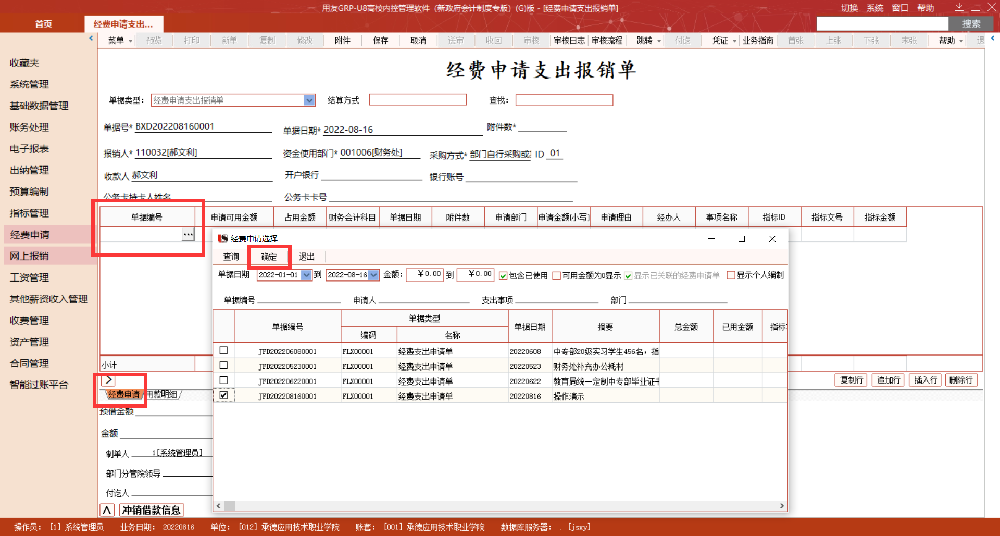 用友GRP-U8高校内控管理软件（新政府会计制度专版）(G)版 - [经费申请支出报销单]
切换 系统 窗口 帮助
首页 经费申请支出... 搜索
菜单 预览 打印 新单 复制 修改 附件 保存 取消 送审 收回 审核 审核日志 审核流程 跳转 付讫 凭证 业务指南 首张 上张 下张 末张 帮助 退
收藏夹
系统管理
基础数据管理
账务处理
电子报表
出纳管理
预算编制
指标管理
经费申请
网上报销
工资管理
其他薪资收入管理
收费管理
资产管理
合同管理
智能过账平台
经费申请支出报销单
单据类型: 经费申请支出报销单 结算方式 查找:
单据号* BXD202208160001 单据日期* 2022-08-16 附件数*
报销人* 110032[郝文利] 资金使用部门* 001006[财务处] 采购方式* 部门自行采购或 ID 01
收款人 郝文利 开户银行 银行账号
公务卡持卡人姓名 公务卡卡号
单据编号 申请可用金额 占用金额 财务会计科目 单据日期 附件数 申请部门 申请金额(小写) 申请理由 经办人 事项名称 指标ID 指标文号 指标金额
...
经费申请选择
查询 确定 退出
单据日期 2022-01-01 到 2022-08-16 金额: ￥0.00 到 ￥0.00 包含已使用 可用金额为0显示 显示已关联的经费申请单 显示个人编制
单据编号 申请人 支出事项 部门
单据编号 单据类型 单据日期 摘要 总金额 已用金额 指标
编码 名称
JFD202206080001 FLX00001 经费支出申请单 20220608 中专部20级实习学生456名，指
JFD202205230001 FLX00001 经费支出申请单 20220523 财务处补充办公耗材
JFD202206220001 FLX00001 经费支出申请单 20220622 教育局统一定制中专部毕业证书
JFD202208160001 FLX00001 经费支出申请单 20220816 操作演示
小计
复制行 追加行 插入行 删除行
经费申请 用款明细
预借金额
金额
制单人 1[系统管理员]
部门分管院领导
付讫人
冲销借款信息
操作员: [1] 系统管理员 业务日期: 20220816 单位: [012] 承德应用技术职业学院 账套: [001] 承德应用技术职业学院 数据库服务器: . [jsxy]